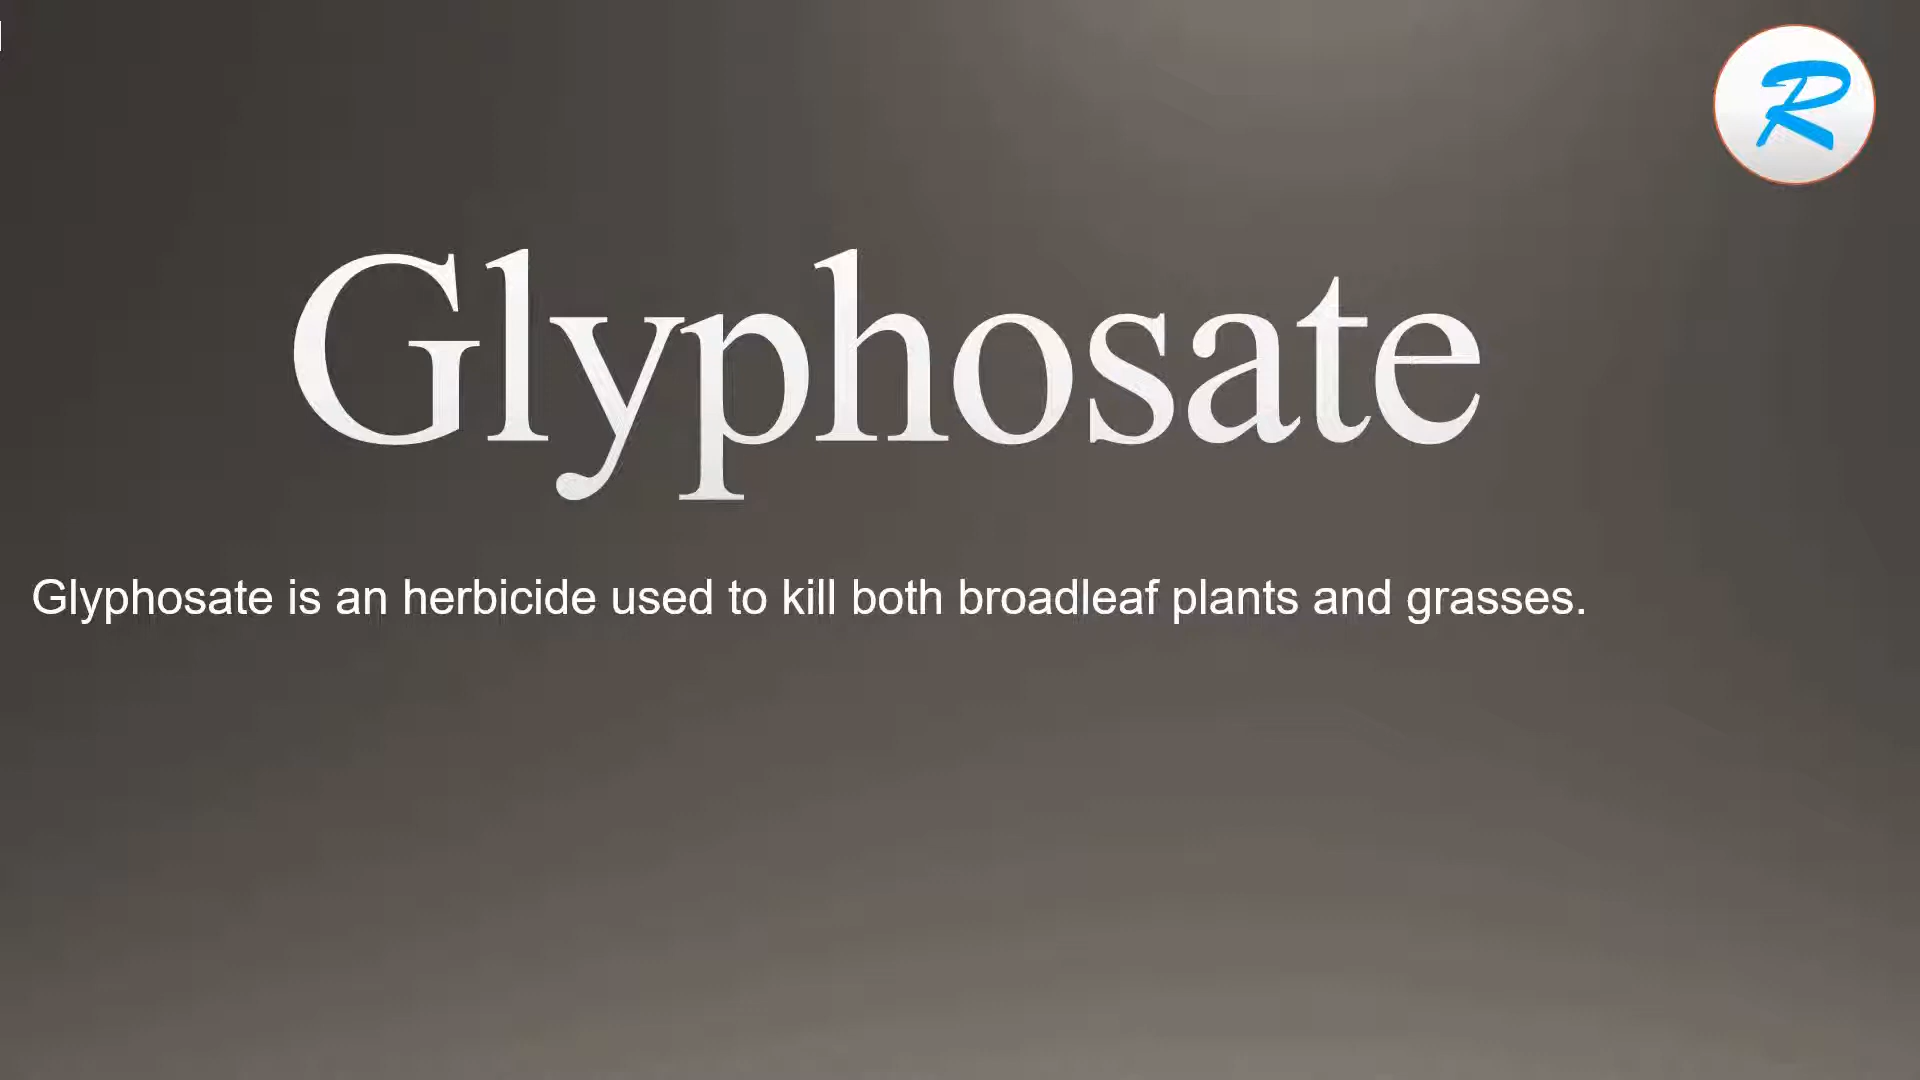 R
Glyphosate
Glyphosate is an herbicide used to kill both broadleaf plants and grasses.